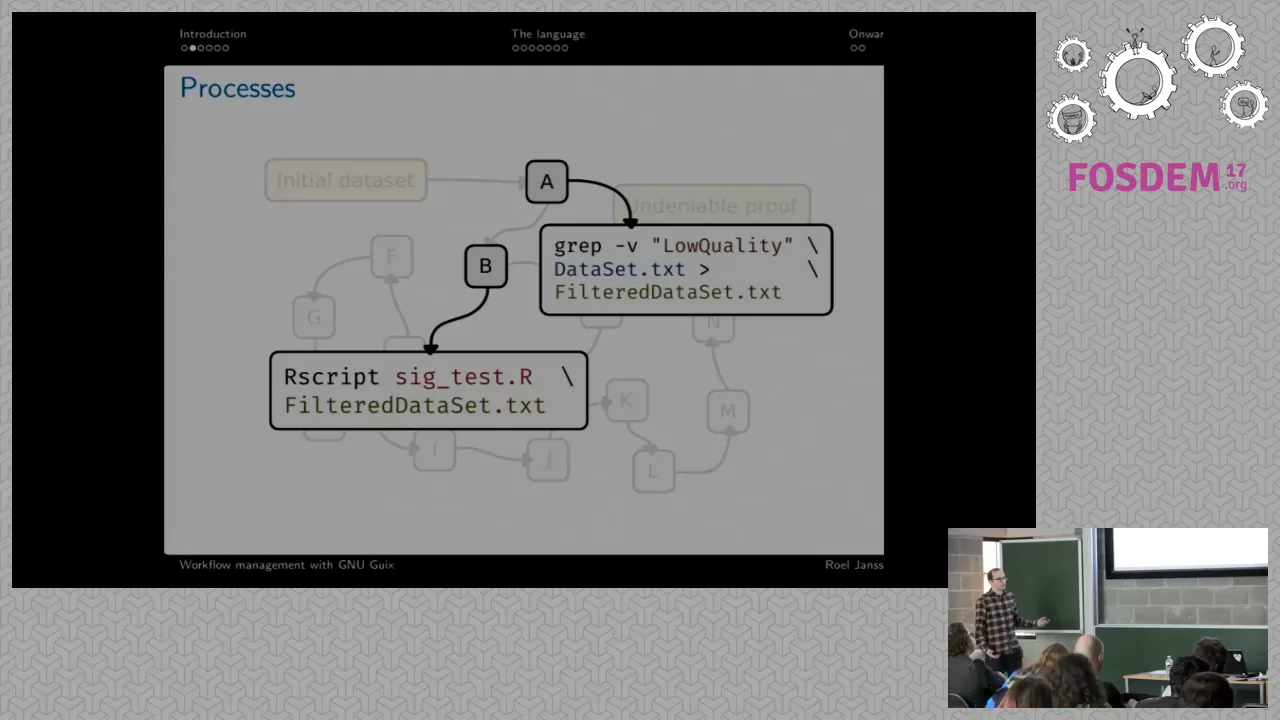 Introduction
The language
Onwar
Processes
Initial dataset
A
Undeniable proof
grep -v "LowQuality" \
DataSet.txt > \
FilteredDataSet.txt
B
F
G
N
Rscript sig_test.R \
FilteredDataSet.txt
K
M
I
J
L
Workflow management with GNU Guix
Roel Janss
FOSDEM 17
.org